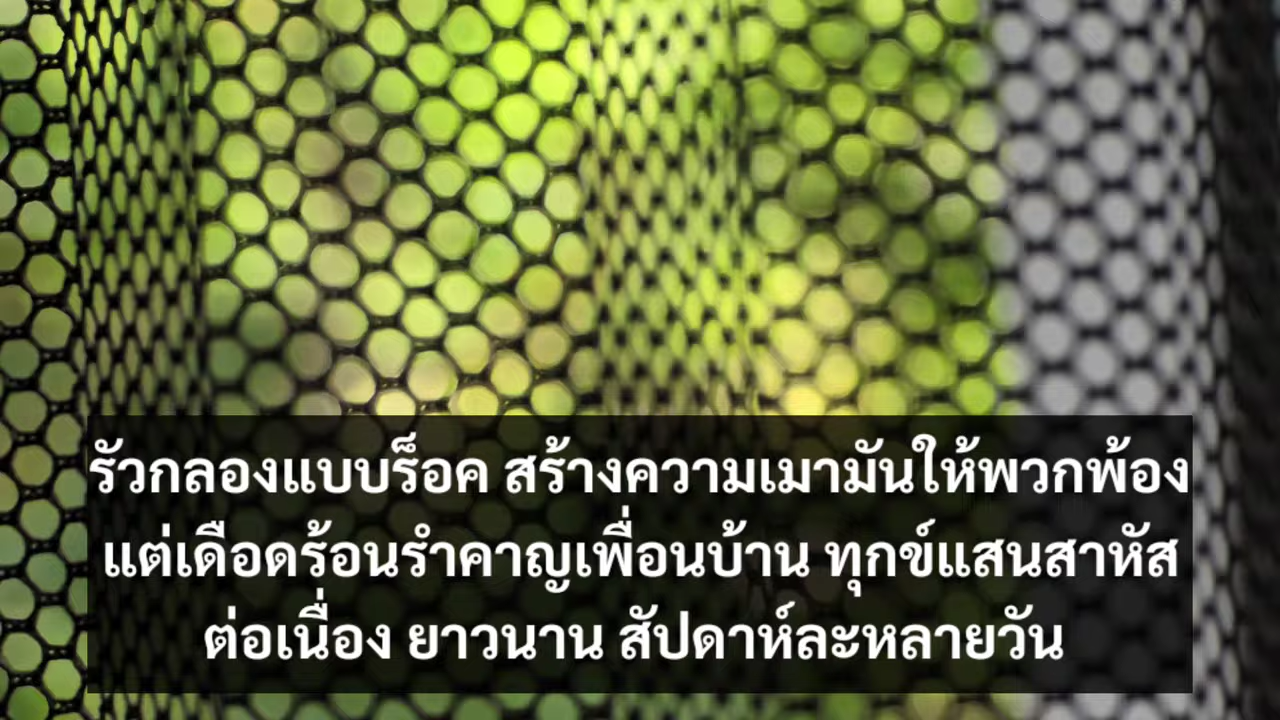 รัวกลองแบบร็อค สร้างความเมามันให้พวกพ้อง
แต่เดือดร้อนรำคาญเพื่อนบ้าน ทุกข์แสนสาหัส
ต่อเนื่อง ยาวนาน สัปดาห์ละหลายวัน